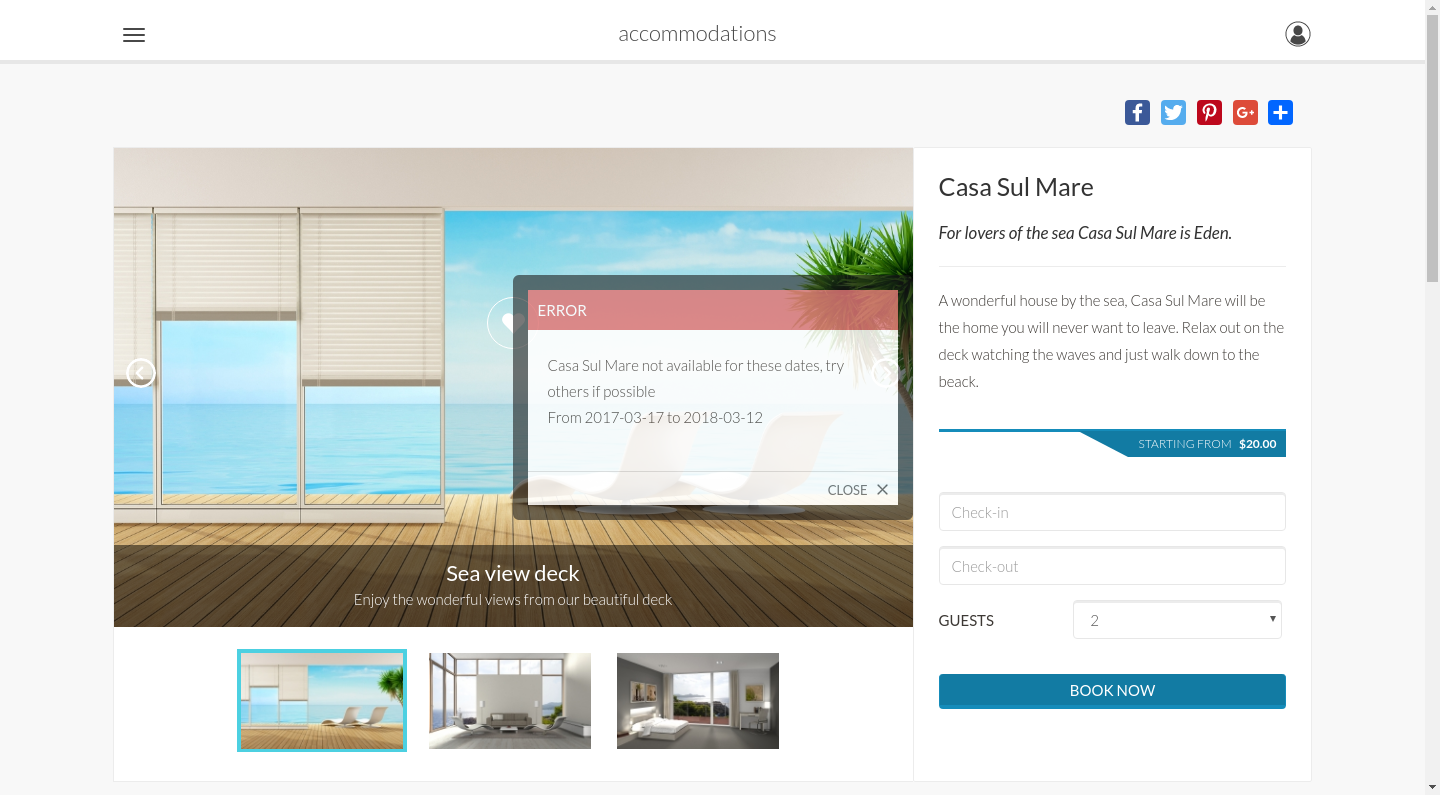 accommodations
Casa Sul Mare
For lovers of the sea Casa Sul Mare is Eden.
A wonderful house by the sea, Casa Sul Mare will be
the home you will never want to leave. Relax out on the
deck watching the waves and just walk down to the
beack.
STARTING FROM $20.00
Check-in
Check-out
GUESTS 2
BOOK NOW
ERROR
Casa Sul Mare not available for these dates, try
others if possible
From 2017-03-17 to 2018-03-12
CLOSE
Sea view deck
Enjoy the wonderful views from our beautiful deck